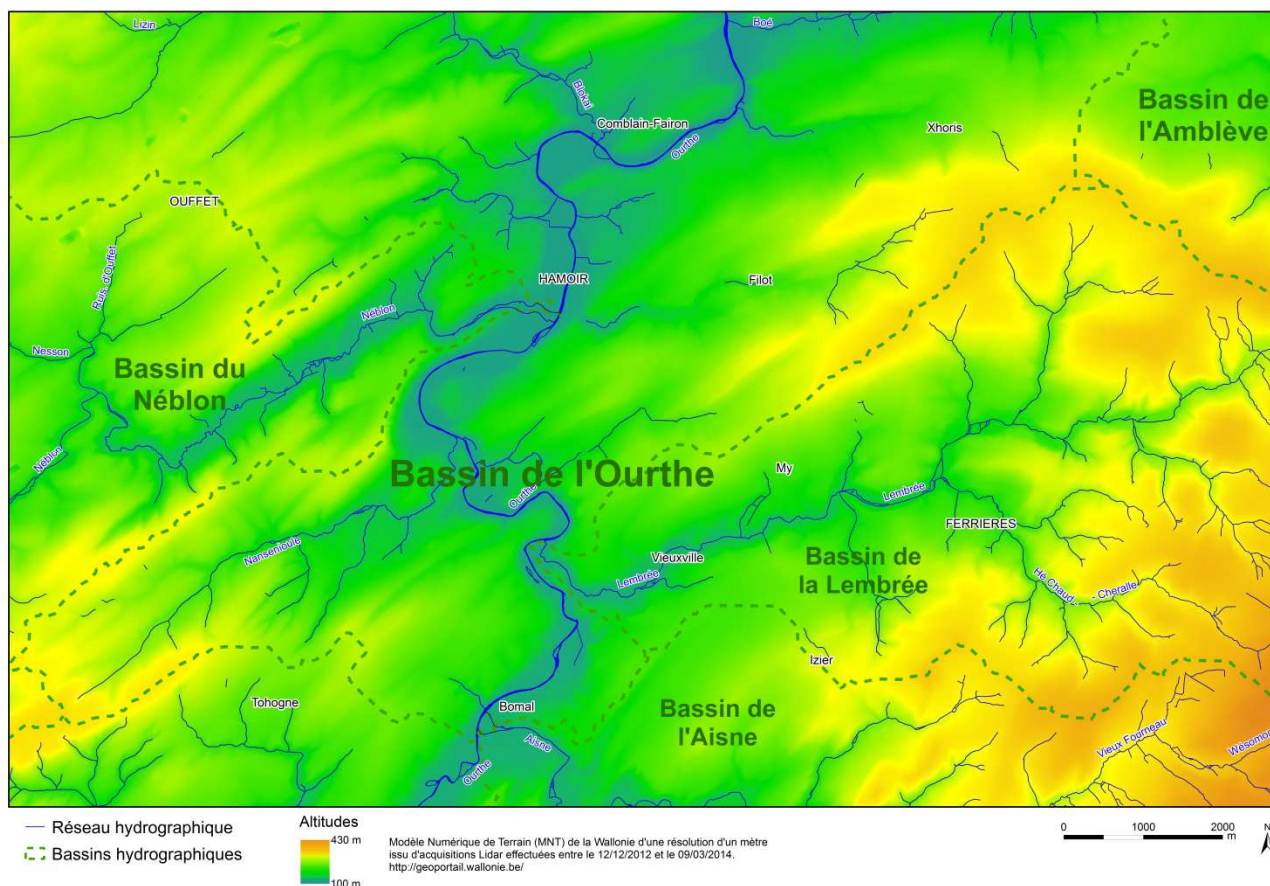 Lizin
Boé
Blokai
Comblain-Fairon
Ourthe
Xhoris
Bassin de
l'Amblève
OUFFET
Ruis. d'Ouffet
HAMOIR
Filot
Néblon
Nesson
Bassin du
Néblon
Néblon
Bassin de l'Ourthe
Ourthe
My
Lembrée
FERRIERES
Nansenioule
Vieuxville
Lembrée
Bassin de
la Lembrée
Hé Chaud - - Cheralle
Izier
Tohogne
Bomal
Aisne
Bassin de
l'Aisne
Ourthe
Vieux Fourneau
Wésomon
Réseau hydrographique
Bassins hydrographiques
Altitudes
430 m
100 m
Modèle Numérique de Terrain (MNT) de la Wallonie d'une résolution d'un mètre
issu d'acquisitions Lidar effectuées entre le 12/12/2012 et le 09/03/2014.
http://geoportail.wallonie.be/
0 1000 2000
m
N